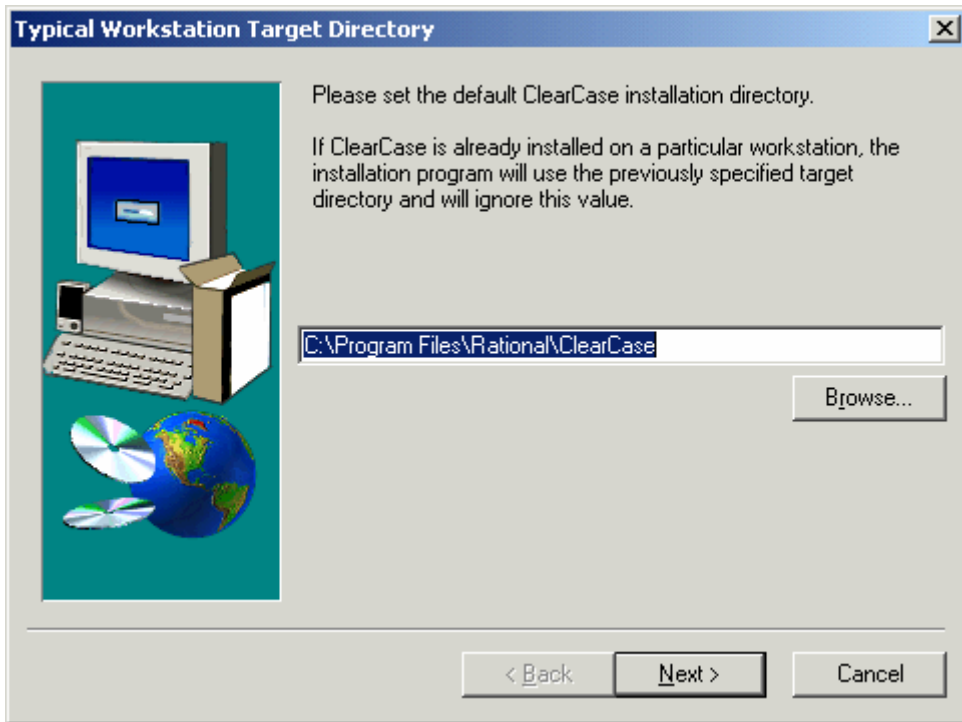 Typical Workstation Target Directory
Please set the default ClearCase installation directory.
If ClearCase is already installed on a particular workstation, the
installation program will use the previously specified target
directory and will ignore this value.
C:\Program Files\Rational\ClearCase
Browse...
< Back
Next >
Cancel